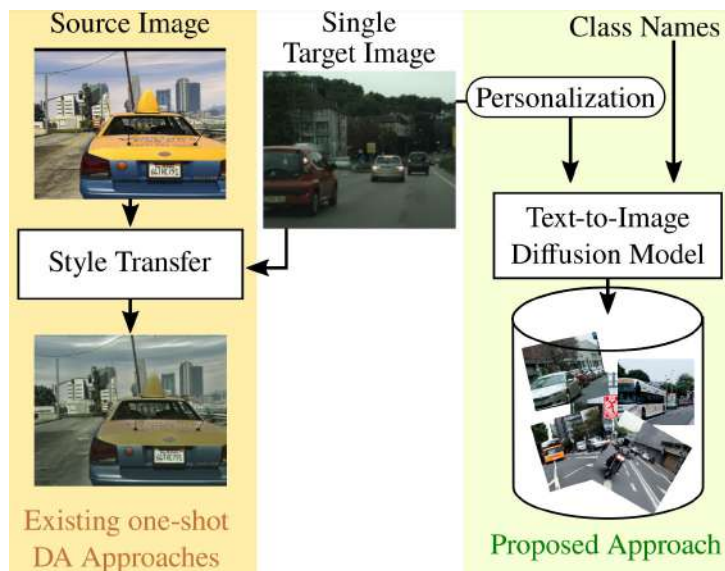 Source Image
Single
Target Image
Class Names
Personalization
Style Transfer
Text-to-Image
Diffusion Model
Existing one-shot
DA Approaches
Proposed Approach